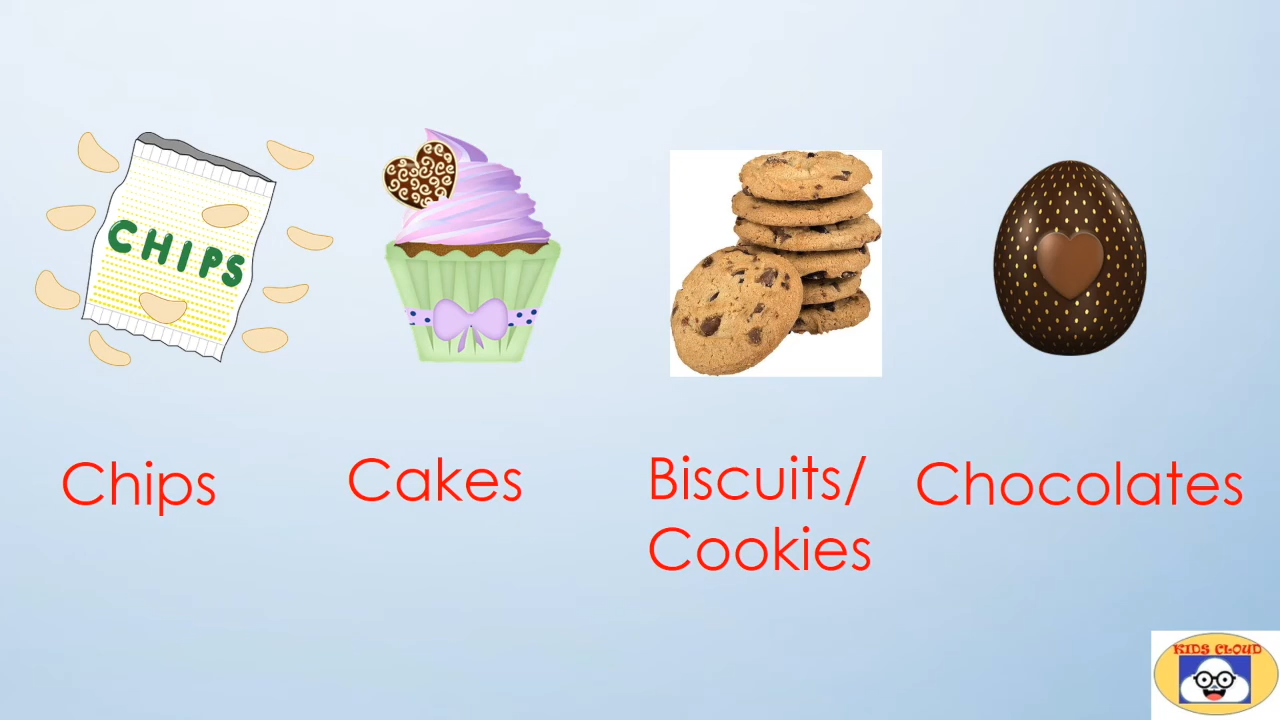 CHIPS
Chips
Cakes
Biscuits/
Cookies
Chocolates
KIDS CLOUD